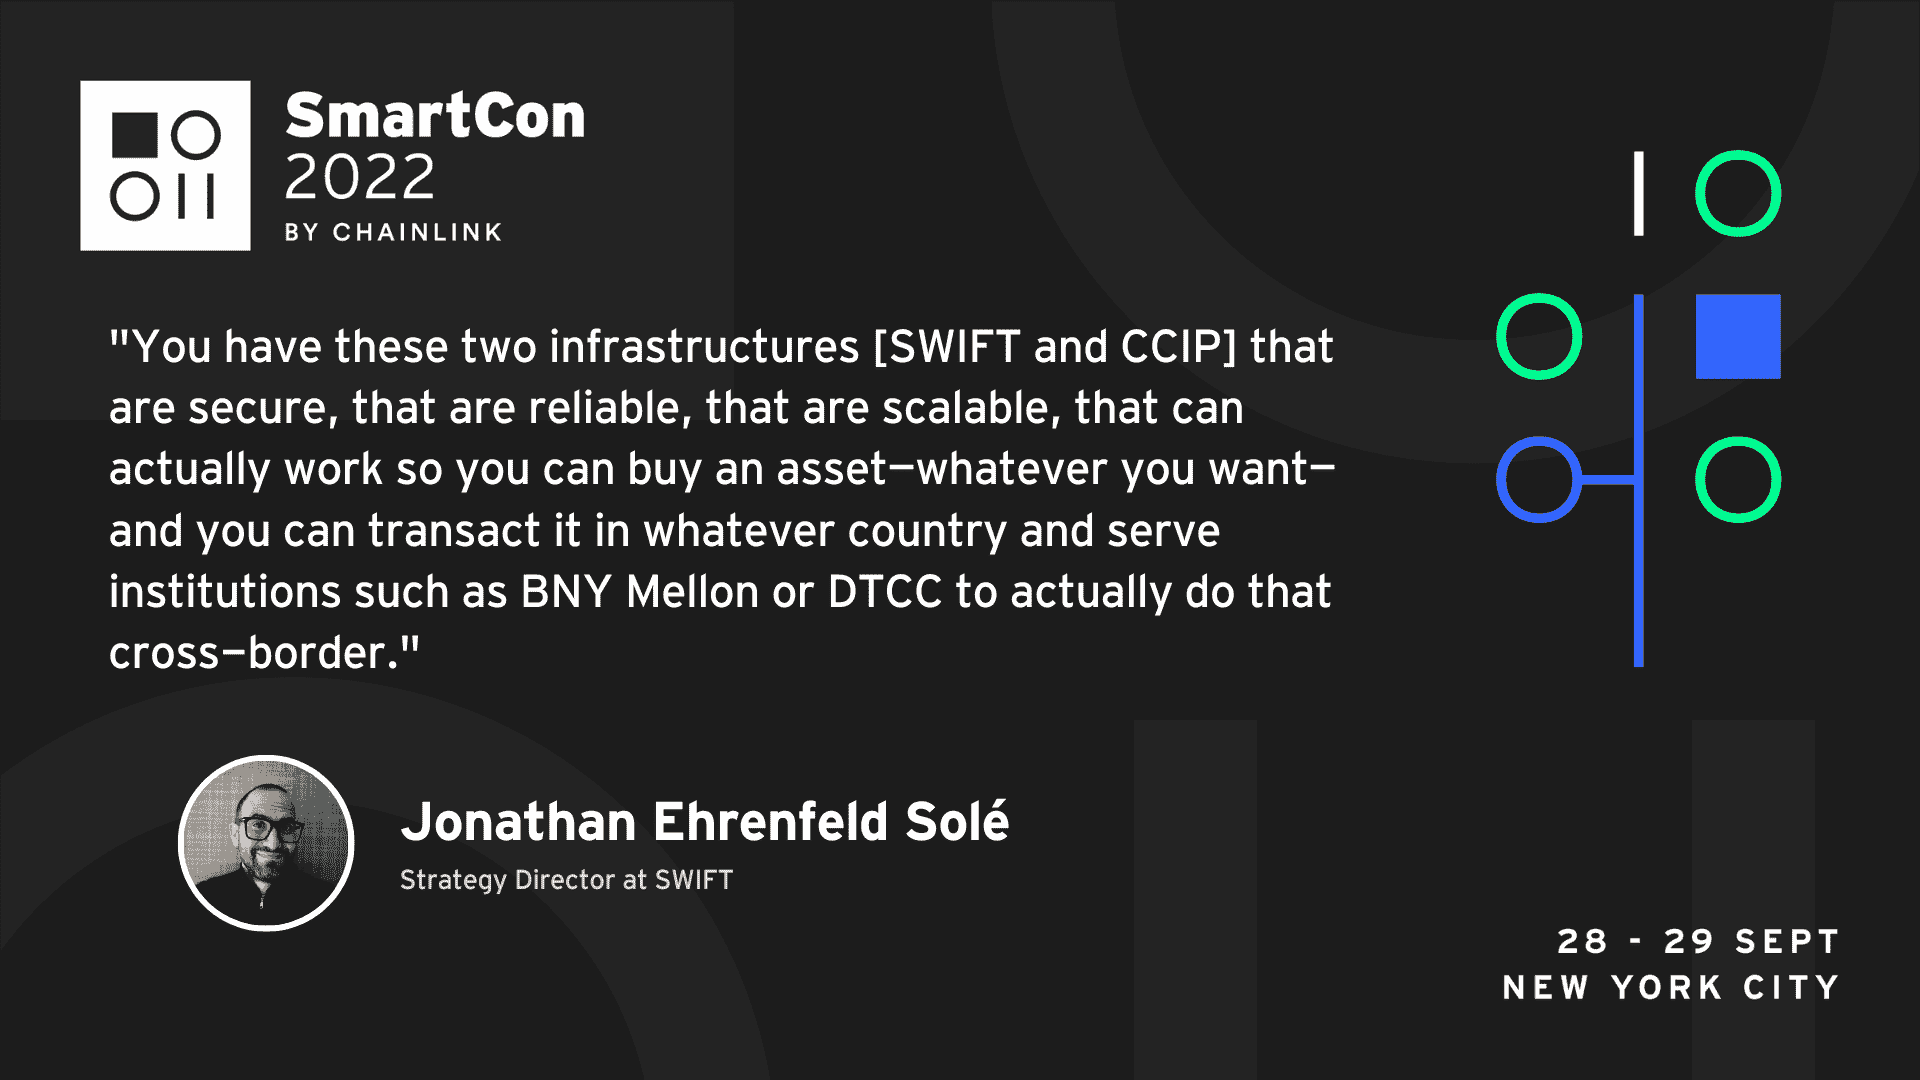 SmartCon
2022
BY CHAINLINK
"You have these two infrastructures [SWIFT and CCIP] that
are secure, that are reliable, that are scalable, that can
actually work so you can buy an asset—whatever you want—
and you can transact it in whatever country and serve
institutions such as BNY Mellon or DTCC to actually do that
cross-border."
Jonathan Ehrenfeld Solé
Strategy Director at SWIFT
28 - 29 SEPT
NEW YORK CITY